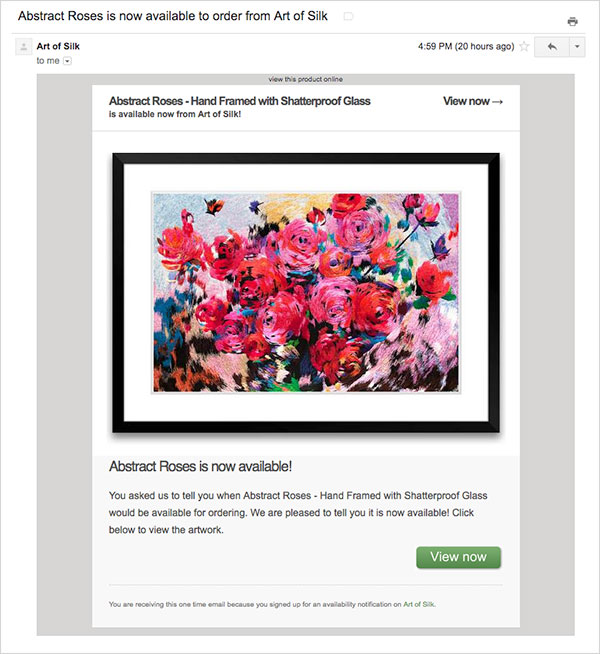 Abstract Roses is now available to order from Art of Silk
Art of Silk
4:59 PM (20 hours ago)
to me
view this product online
Abstract Roses - Hand Framed with Shatterproof Glass
View now →
is available now from Art of Silk!
Abstract Roses is now available!
You asked us to tell you when Abstract Roses - Hand Framed with Shatterproof Glass
would be available for ordering. We are pleased to tell you it is now available! Click
below to view the artwork.
View now
You are receiving this one time email because you signed up for an availability notification on Art of Silk.